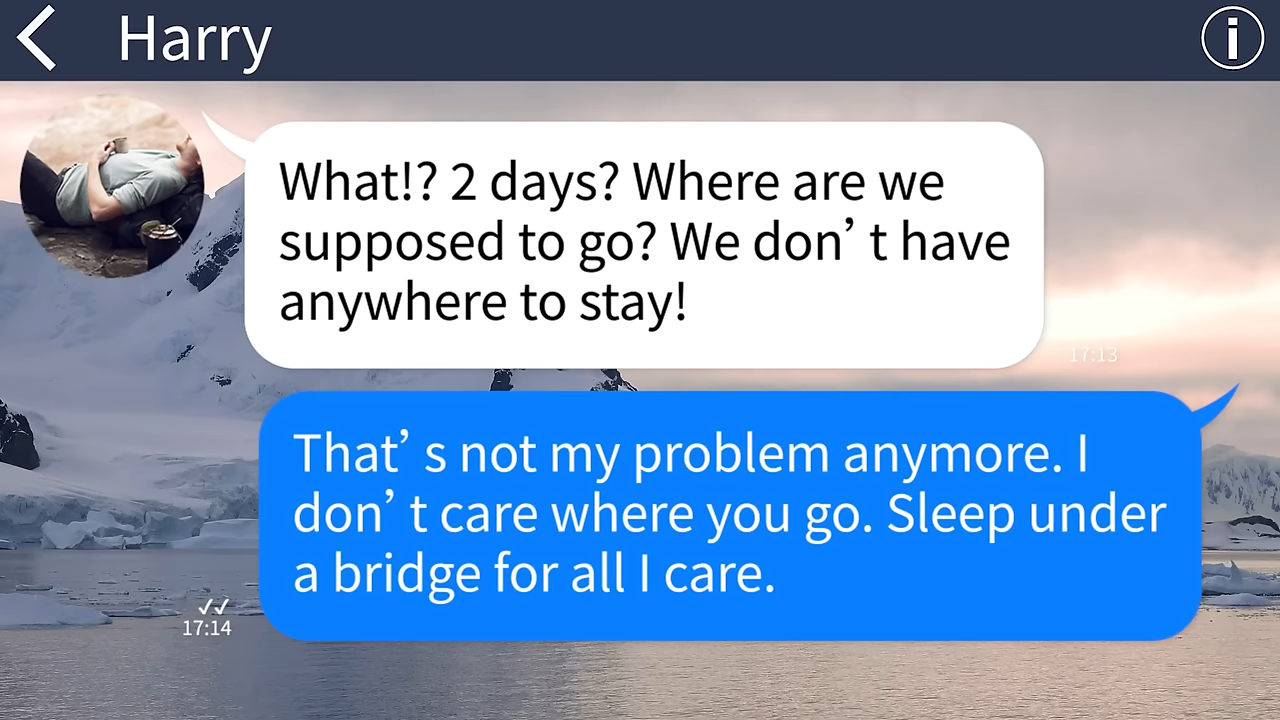 Harry
What!? 2 days? Where are we
supposed to go? We don’t have
anywhere to stay!
17:13
That’s not my problem anymore. I
don’t care where you go. Sleep under
a bridge for all I care.
17:14